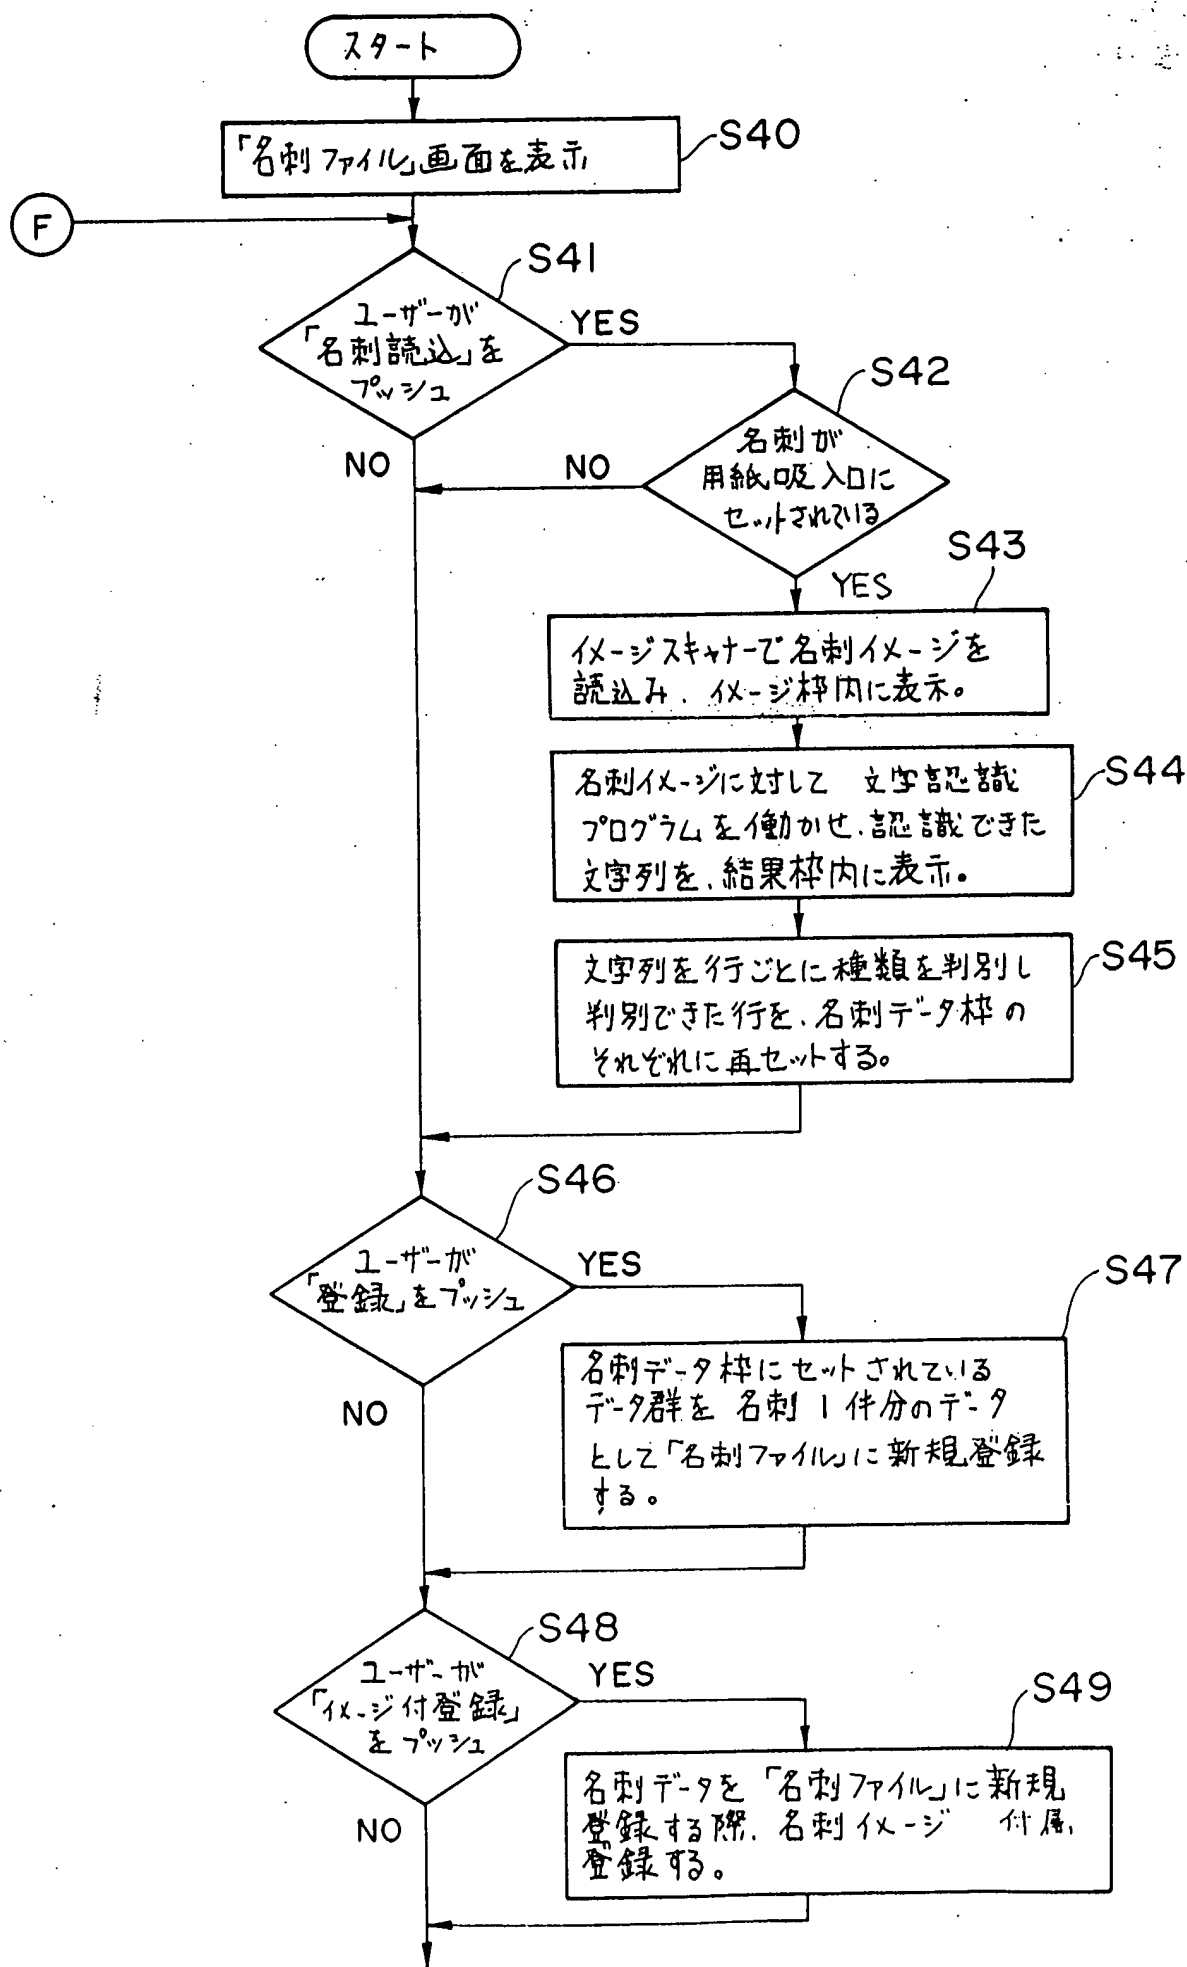 スタート
「名刺ファイル」画面を表示
S40
F
S41
ユーザーが
「名刺読込」を
プッシュ
YES
NO
S42
名刺が
用紙吸入口に
セットされている
NO
YES
S43
イメージスキャナーで名刺イメージを
読込み、イメージ枠内に表示。
S44
名刺イメージに対して 文字認識
プログラムを働かせ、認識できた
文字列を、結果枠内に表示。
S45
文字列を行ごとに種類を判別し
判別できた行を、名刺データ枠の
それぞれに再セットする。
S46
ユーザーが
「登録」をプッシュ
YES
NO
S47
名刺データ枠にセットされている
データ群を 名刺1件分のデータ
として「名刺ファイル」に新規登録
する。
S48
ユーザーが
「イメージ付登録」
をプッシュ
YES
NO
S49
名刺データを「名刺ファイル」に新規
登録する際、名刺イメージ 付属、
登録する。